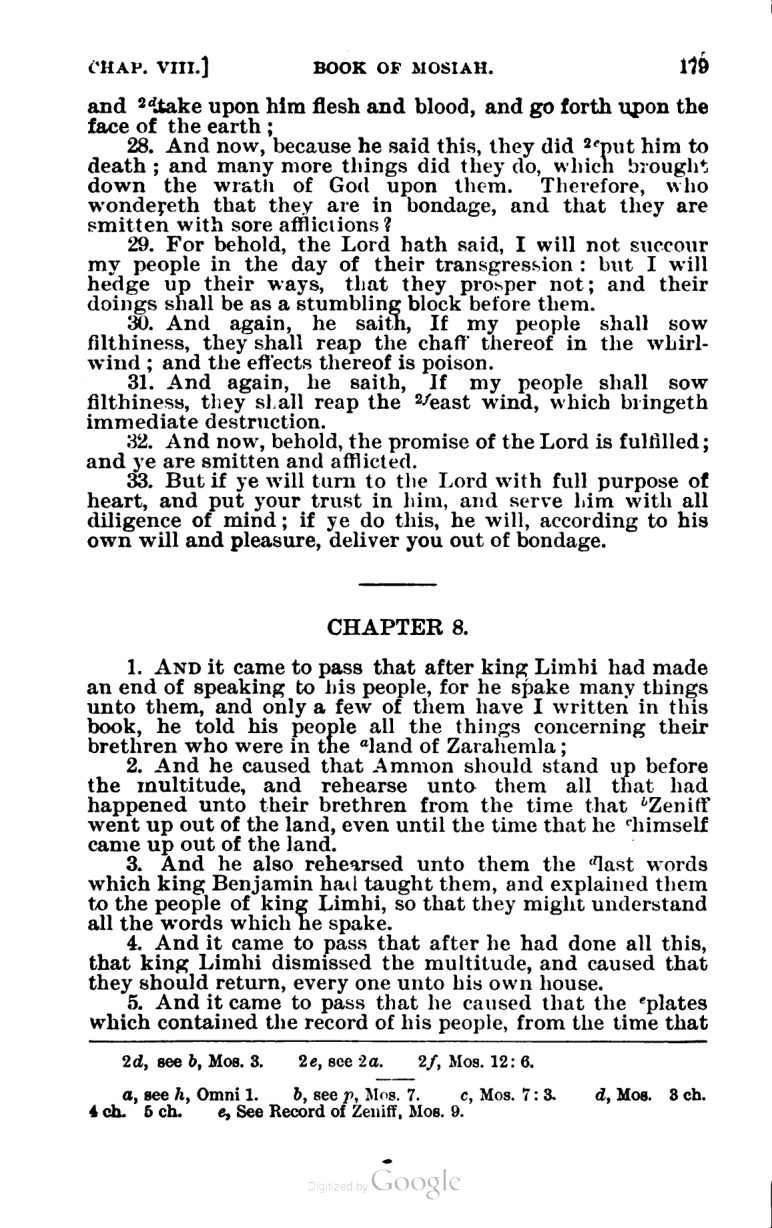 CHAP. VIII.] BOOK OF MOSIAH. 179
and 2dtake upon him flesh and blood, and go forth upon the
face of the earth;
28. And now, because he said this, they did 2eput him to
death; and many more things did they do, which brought
down the wrath of God upon them. Therefore, who
wondereth that they are in bondage, and that they are
smitten with sore afflictions?
29. For behold, the Lord hath said, I will not succour
my people in the day of their transgression: but I will
hedge up their ways, that they prosper not; and their
doings shall be as a stumbling block before them.
30. And again, he saith, If my people shall sow
filthiness, they shall reap the chaff thereof in the whirl-
wind; and the effects thereof is poison.
31. And again, he saith, If my people shall sow
filthiness, they shall reap the 2feast wind, which bringeth
immediate destruction.
32. And now, behold, the promise of the Lord is fulfilled;
and ye are smitten and afflicted.
33. But if ye will turn to the Lord with full purpose of
heart, and put your trust in him, and serve him with all
diligence of mind; if ye do this, he will, according to his
own will and pleasure, deliver you out of bondage.
CHAPTER 8.
1. AND it came to pass that after king Limhi had made
an end of speaking to his people, for he spake many things
unto them, and only a few of them have I written in this
book, he told his people all the things concerning their
brethren who were in the aland of Zarahemla;
2. And he caused that Ammon should stand up before
the multitude, and rehearse unto them all that had
happened unto their brethren from the time that bZeniff
went up out of the land, even until the time that he chimself
came up out of the land.
3. And he also rehearsed unto them the dlast words
which king Benjamin had taught them, and explained them
to the people of king Limhi, so that they might understand
all the words which he spake.
4. And it came to pass that after he had done all this,
that king Limhi dismissed the multitude, and caused that
they should return, every one unto his own house.
5. And it came to pass that he caused that the eplates
which contained the record of his people, from the time that
2d, see b, Mos. 3. 2e, see 2a. 2f, Mos. 12: 6.
a, see h, Omni 1. b, see p, Mos. 7. c, Mos. 7: 3. d, Mos. 3 ch.
4 ch. 5 ch. e, See Record of Zeniff, Mos. 9.
Digitized by Google